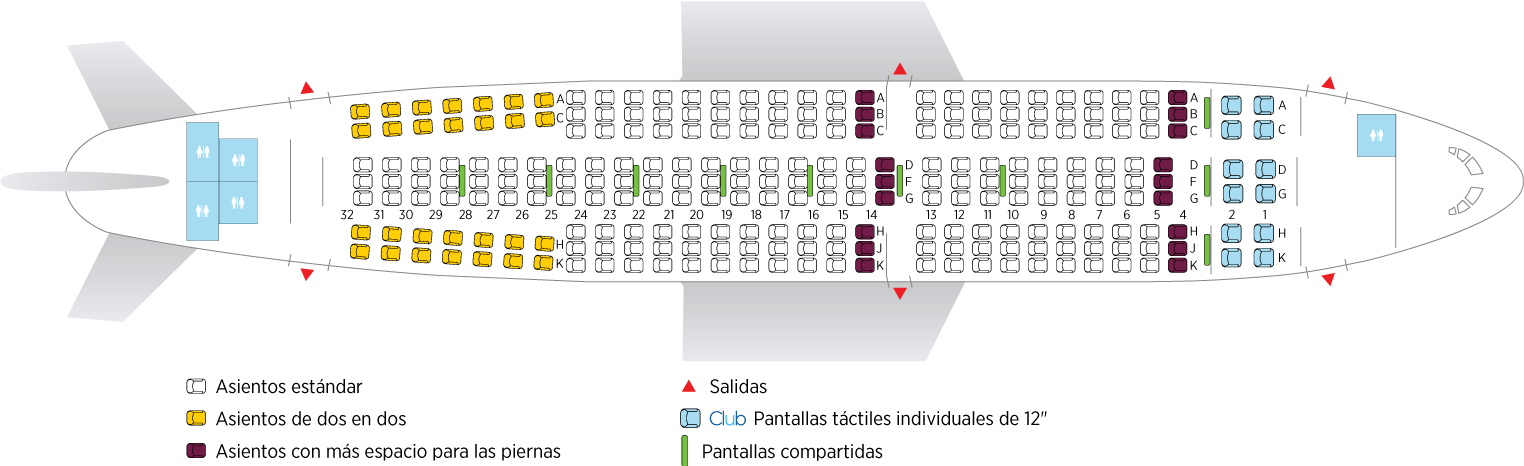 A A A A
C B B C
C C
D D D
F F
G G G
32 31 30 29 28 27 26 25 24 23 22 21 20 19 18 17 16 15 14 13 12 11 10 9 8 7 6 5 4 2 1
H H H H
J J
K K K K
Asientos estándar
Asientos de dos en dos
Asientos con más espacio para las piernas
Salidas
Club Pantallas táctiles individuales de 12"
Pantallas compartidas